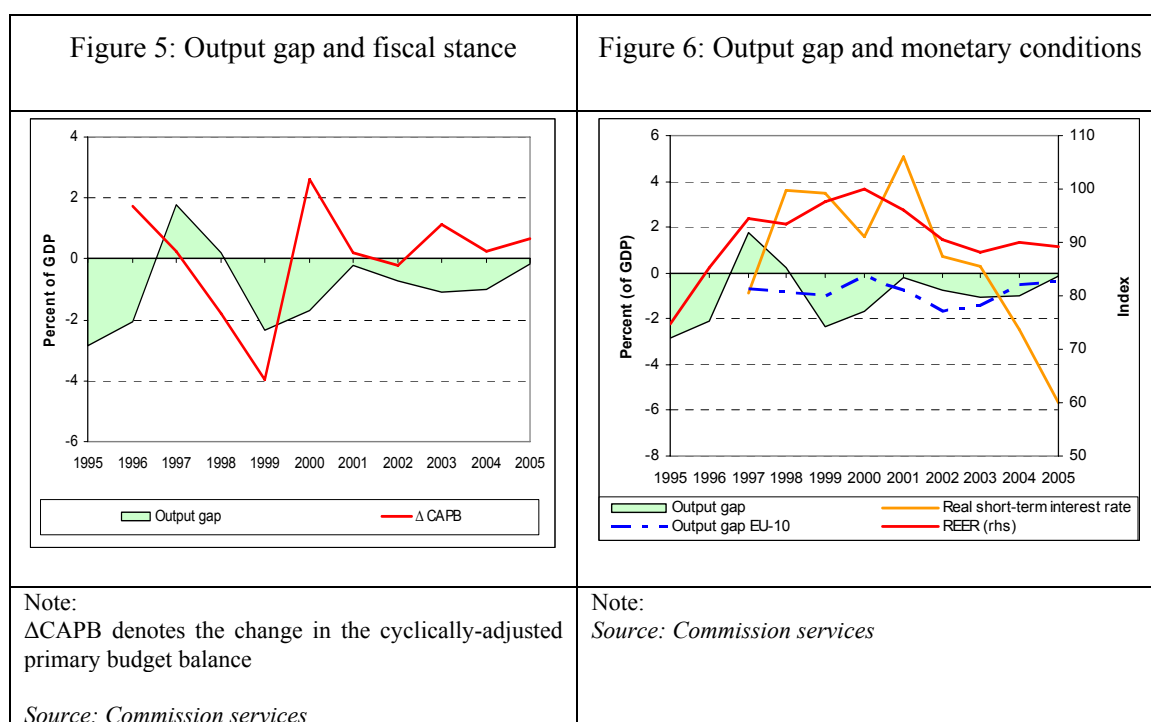 Figure 5: Output gap and fiscal stance
4
2
0
-2
-4
-6
Percent of GDP
1995 1996 1997 1998 1999 2000 2001 2002 2003 2004 2005
Output gap
Δ CAPB
Note:
ΔCAPB denotes the change in the cyclically-adjusted
primary budget balance
Source: Commission services
Figure 6: Output gap and monetary conditions
6
4
2
0
-2
-4
-6
-8
Percent (of GDP)
110
100
90
80
70
60
50
Index
1995 1996 1997 1998 1999 2000 2001 2002 2003 2004 2005
Output gap
Real short-term interest rate
Output gap EU-10
REER (rhs)
Note:
Source: Commission services